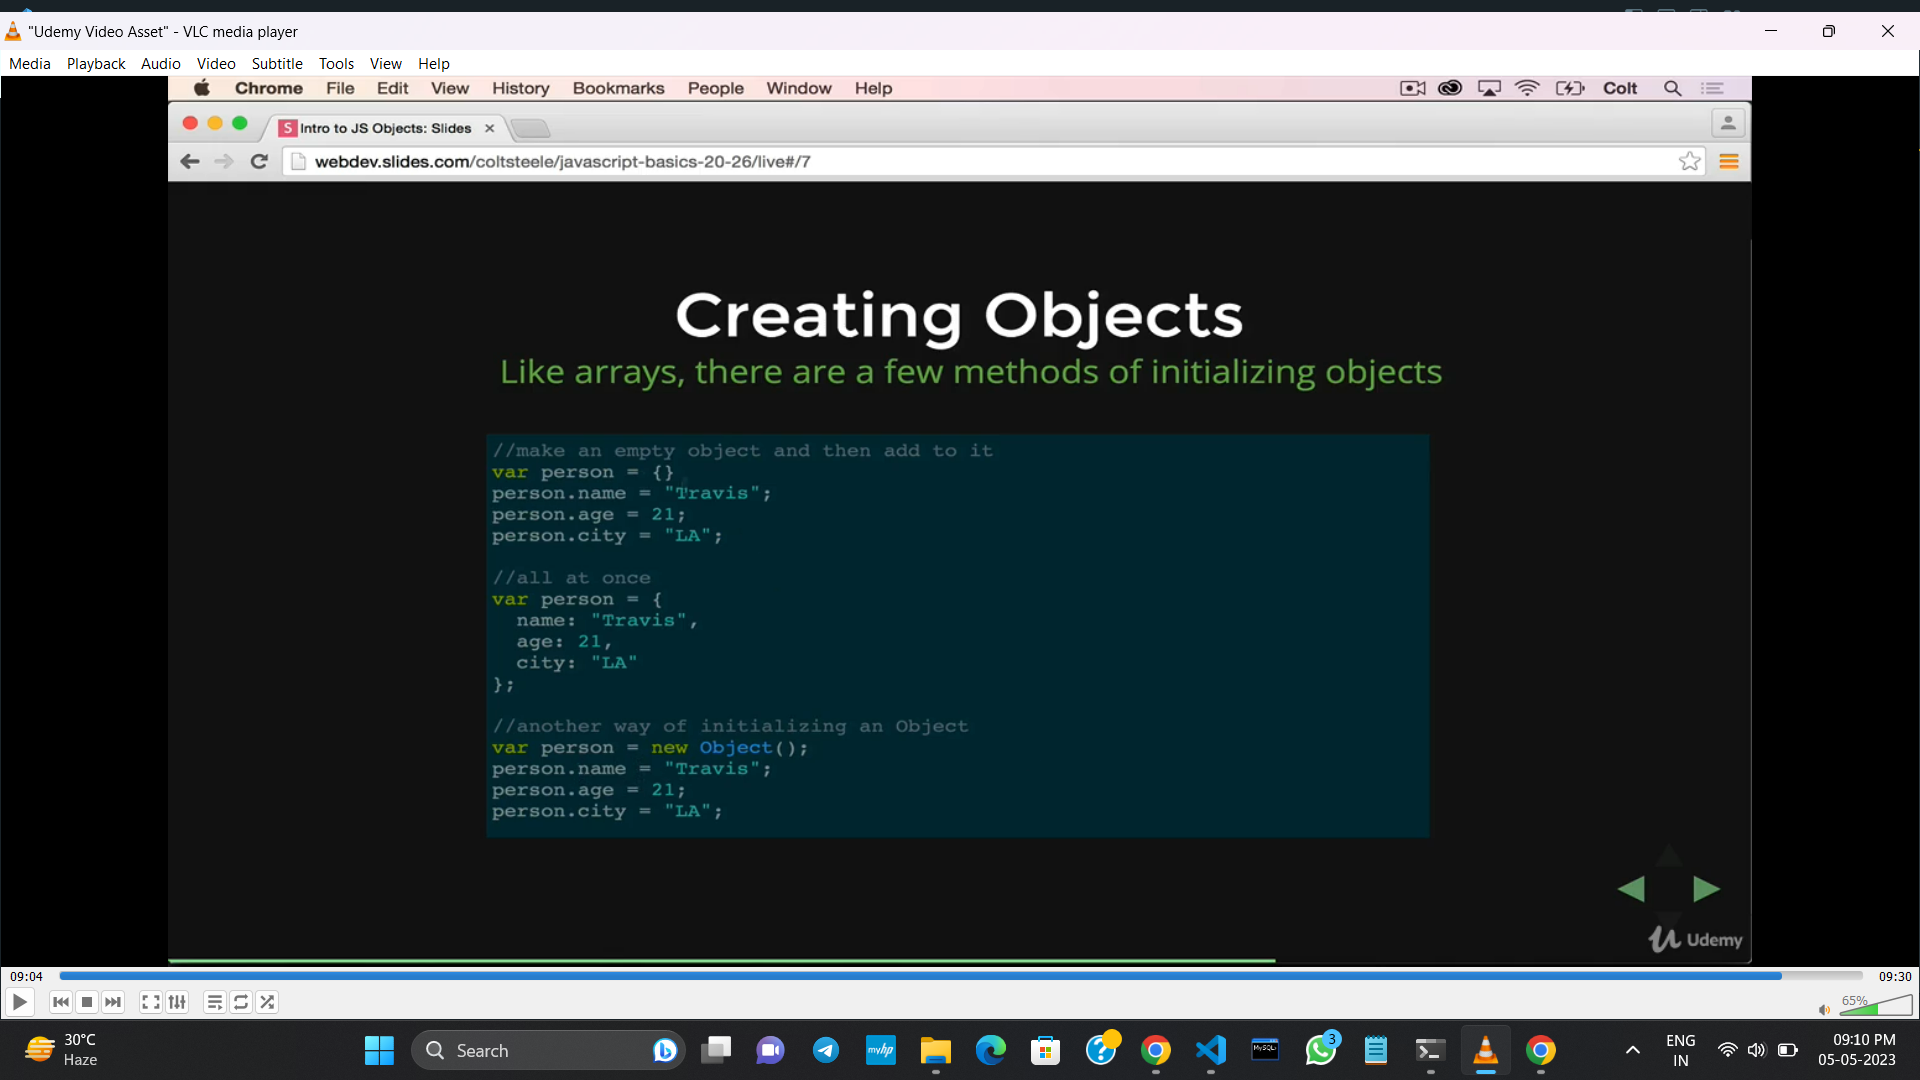 "Udemy Video Asset" - VLC media player
Media Playback Audio Video Subtitle Tools View Help
Chrome File Edit View History Bookmarks People Window Help Colt
S Intro to JS Objects: Slides
webdev.slides.com/coltsteele/javascript-basics-20-26/live#/7
Creating Objects
Like arrays, there are a few methods of initializing objects
//make an empty object and then add to it
var person = {}
person.name = "Travis";
person.age = 21;
person.city = "LA";
//all at once
var person = {
  name: "Travis",
  age: 21,
  city: "LA"
};
//another way of initializing an Object
var person = new Object();
person.name = "Travis";
person.age = 21;
person.city = "LA";
Udemy
09:04 09:30
65%
30°C
Haze
Search
myhp
MySQL
3
ENG
IN
09:10 PM
05-05-2023